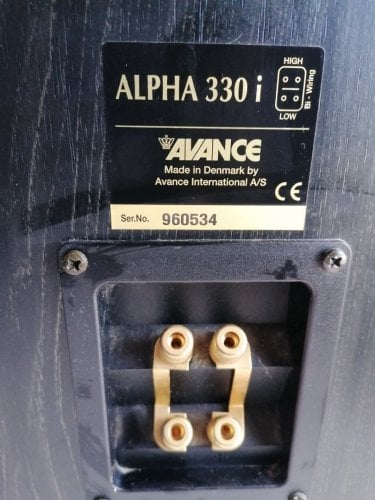 ALPHA 330 i
HIGH
Bi - Wiring
LOW
AVANCE
Made in Denmark by
Avance International A/S
CE
Ser.No. 960534